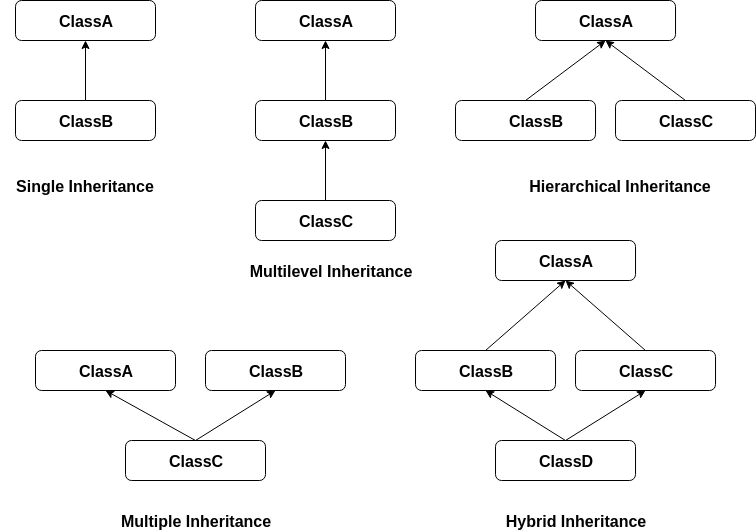 ClassA
ClassB
Single Inheritance
ClassA
ClassB
ClassC
Multilevel Inheritance
ClassA
ClassB
ClassC
Hierarchical Inheritance
ClassA
ClassB
ClassC
Multiple Inheritance
ClassA
ClassB
ClassC
ClassD
Hybrid Inheritance